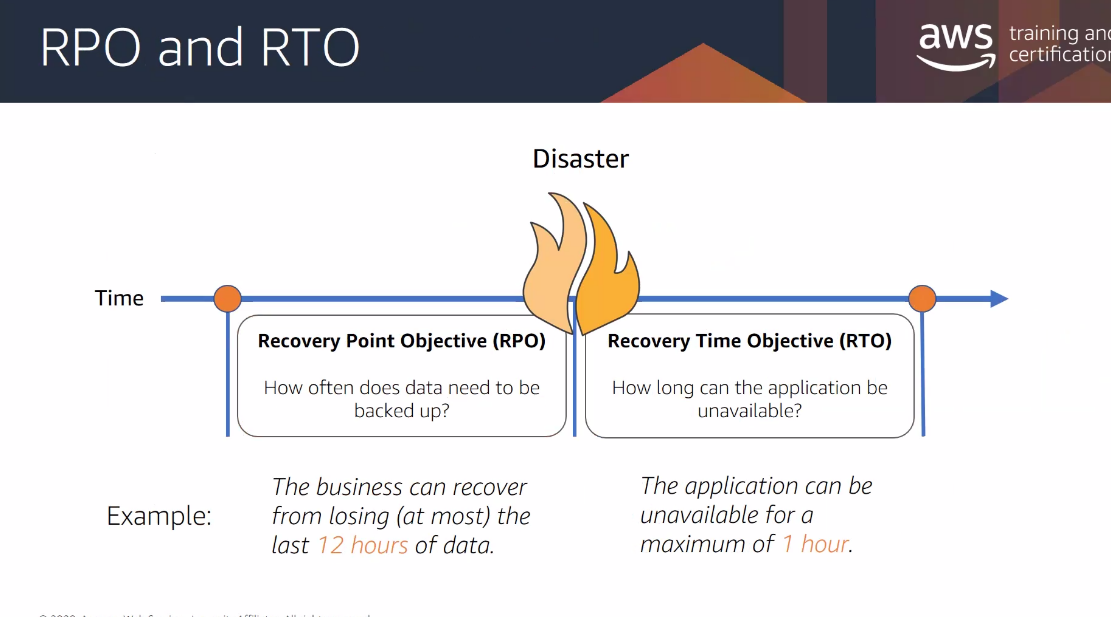 RPO and RTO
aws
training and
certification
Disaster
Time
Recovery Point Objective (RPO)
How often does data need to be
backed up?
Recovery Time Objective (RTO)
How long can the application be
unavailable?
Example:
The business can recover
from losing (at most) the
last 12 hours of data.
The application can be
unavailable for a
maximum of 1 hour.